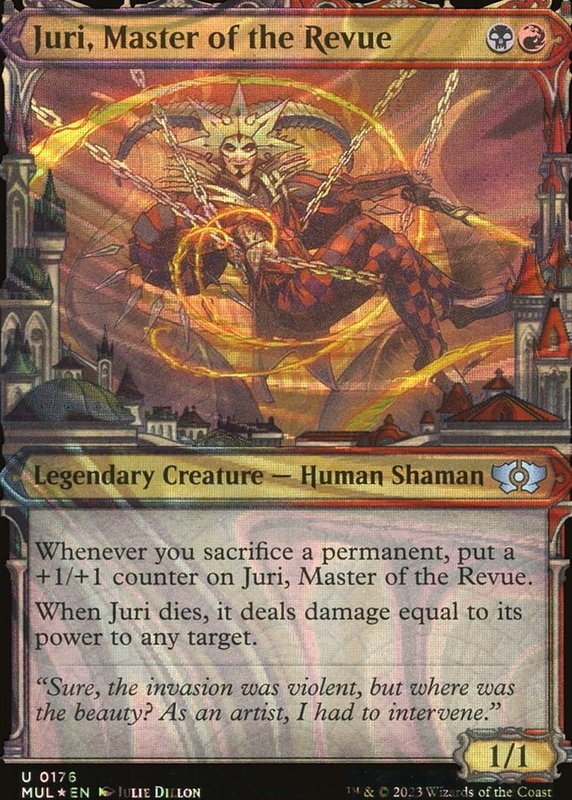 Juri, Master of the Revue
Legendary Creature — Human Shaman
Whenever you sacrifice a permanent, put a
+1/+1 counter on Juri, Master of the Revue.
When Juri dies, it deals damage equal to its
power to any target.
“Sure, the invasion was violent, but where was
the beauty? As an artist, I had to intervene.”
1/1
U 0176
MUL★EN Julie Dillon
™ & © 2023 Wizards of the Coast